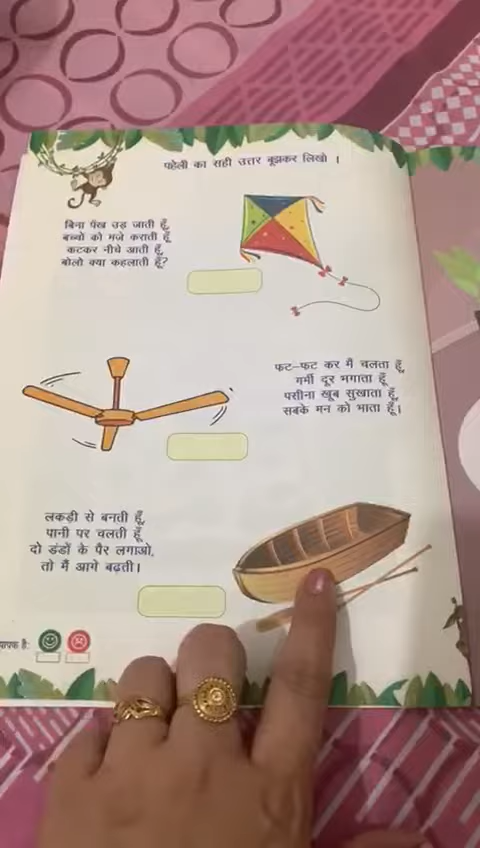 पहेली का सही उत्तर बूझकर लिखो ।
बिना पंख उड़ जाती हूँ,
बच्चों को मजे कराती हूँ
कटकर नीचे आती हूँ,
बोलो क्या कहलाती हूँ?
फट-फट कर मैं चलता हूँ,
गर्मी दूर भगाता हूँ
पसीना खूब सुखाता हूँ,
सबके मन को भाता हूँ।
लकड़ी से बनती हूँ,
पानी पर चलती हूँ
दो डंडों के पैर लगाओ,
तो मैं आगे बढ़ती।
है: